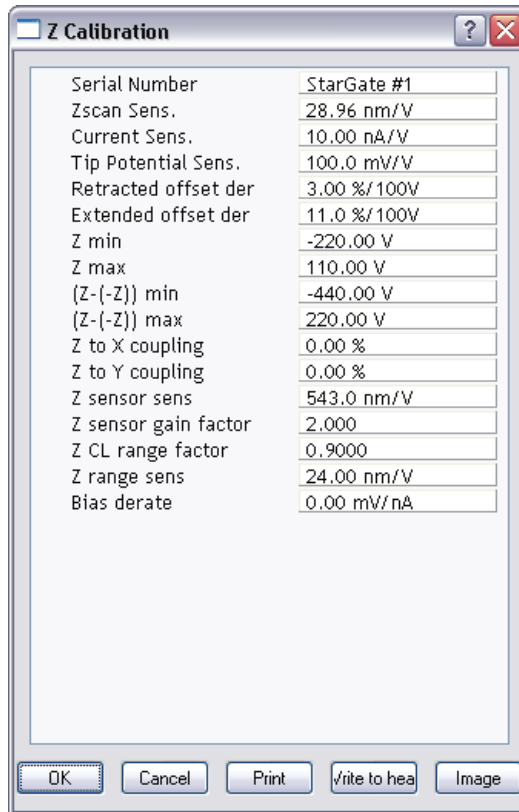 Z Calibration
Serial Number StarGate #1
Zscan Sens. 28.96 nm/V
Current Sens. 10.00 nA/V
Tip Potential Sens. 100.0 mV/V
Retracted offset der 3.00 %/100V
Extended offset der 11.0 %/100V
Z min -220.00 V
Z max 110.00 V
(Z-(-Z)) min -440.00 V
(Z-(-Z)) max 220.00 V
Z to X coupling 0.00 %
Z to Y coupling 0.00 %
Z sensor sens 543.0 nm/V
Z sensor gain factor 2.000
Z CL range factor 0.9000
Z range sens 24.00 nm/V
Bias derate 0.00 mV/nA
OK Cancel Print Write to hea Image